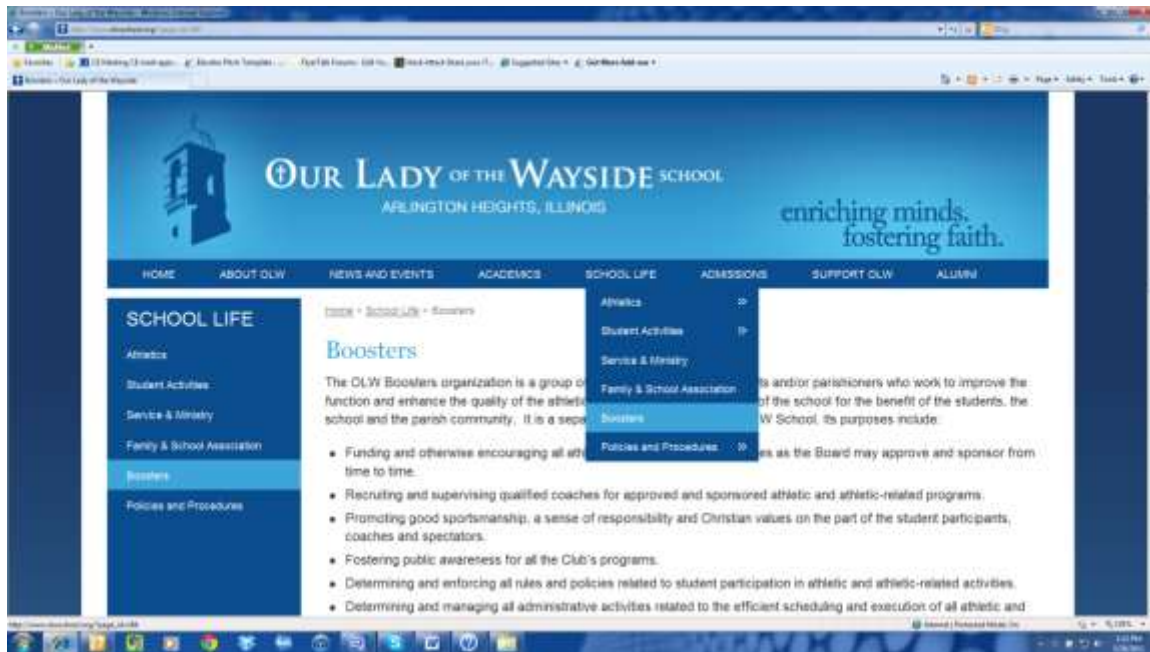 OUR LADY OF THE WAYSIDE SCHOOL
ARLINGTON HEIGHTS, ILLINOIS
enriching minds.
fostering faith.
HOME ABOUT OLW NEWS AND EVENTS ACADEMICS SCHOOL LIFE ADMISSIONS SUPPORT OLW ALUMNI
SCHOOL LIFE
Athletics
Student Activities
Service & Ministry
Family & School Association
Boosters
Policies and Procedures
Athletics »
Student Activities »
Service & Ministry
Family & School Association
Boosters
Policies and Procedures »
Home • School Life • Boosters
Boosters
The OLW Boosters organization is a group o ts and/or parishioners who work to improve the
function and enhance the quality of the athleti of the school for the benefit of the students, the
school and the parish community. It is a sepa W School. Its purposes include:
• Funding and otherwise encouraging all ath es as the Board may approve and sponsor from
time to time.
• Recruiting and supervising qualified coaches for approved and sponsored athletic and athletic-related programs.
• Promoting good sportsmanship, a sense of responsibility and Christian values on the part of the student participants,
coaches and spectators.
• Fostering public awareness for all the Club's programs.
• Determining and enforcing all rules and policies related to student participation in athletic and athletic-related activities.
• Determining and managing all administrative activities related to the efficient scheduling and execution of all athletic and